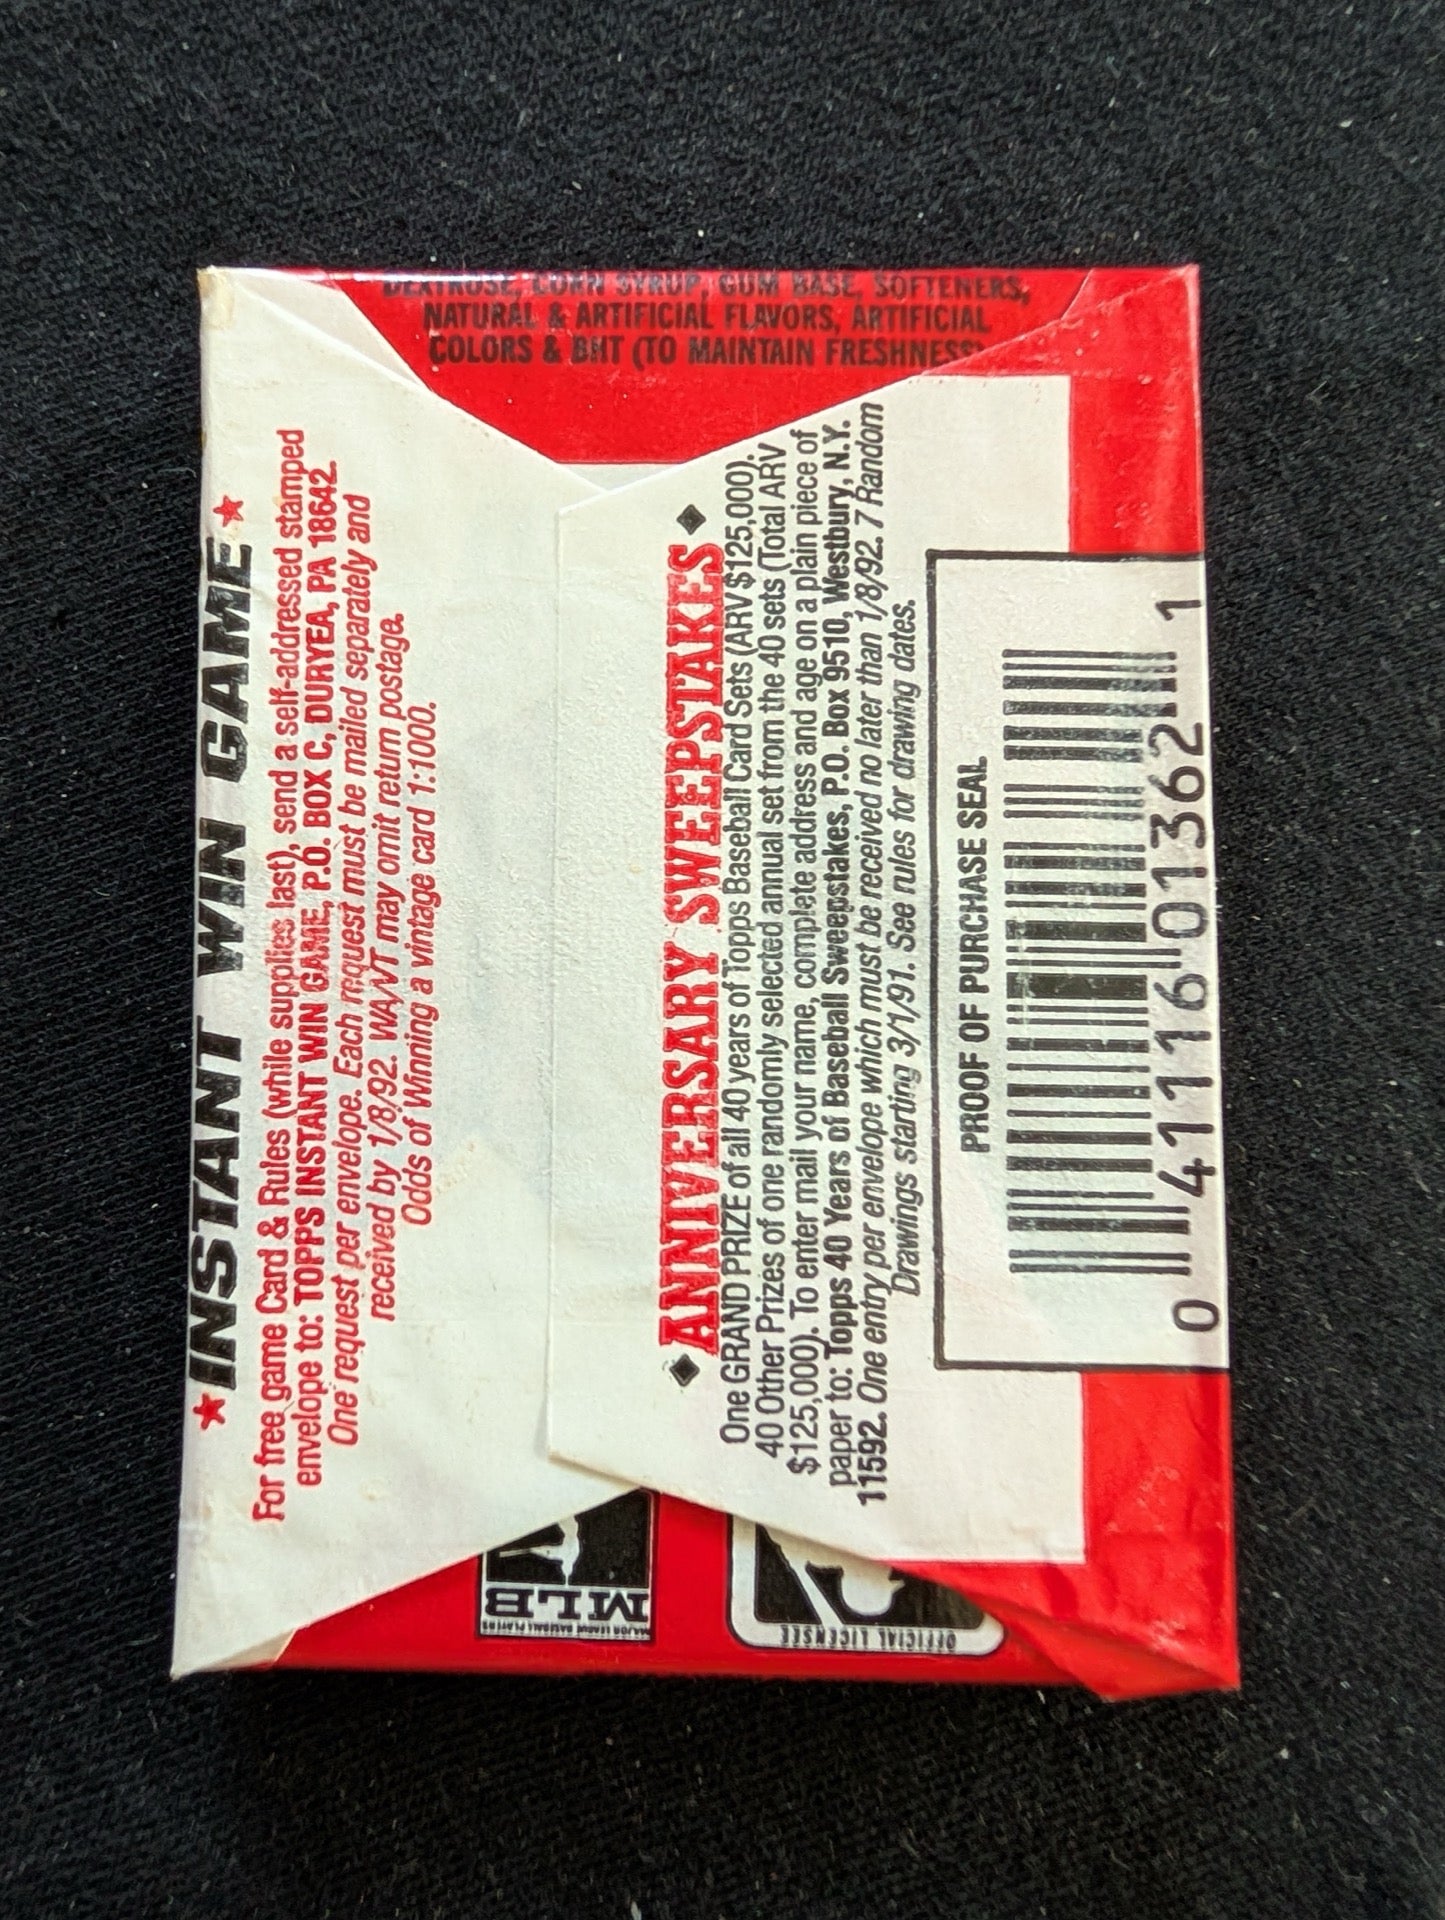 DEXTROSE, CORN SYRUP, GUM BASE, SOFTENERS,
NATURAL & ARTIFICIAL FLAVORS, ARTIFICIAL
COLORS & BHT (TO MAINTAIN FRESHNESS)
★ INSTANT WIN GAME ★
For free game Card & Rules (while supplies last), send a self-addressed stamped
envelope to: TOPPS INSTANT WIN GAME, P.O. BOX C, DURYEA, PA 18642.
One request per envelope. Each request must be mailed separately and
received by 1/8/92. WA/VT may omit return postage.
Odds of Winning a vintage card 1:1000.
◆ ANNIVERSARY SWEEPSTAKES ◆
One GRAND PRIZE of all 40 years of Topps Baseball Card Sets (ARV $125,000).
40 Other Prizes of one randomly selected annual set from the 40 sets (Total ARV
$125,000). To enter mail your name, complete address and age on a plain piece of
paper to: Topps 40 Years of Baseball Sweepstakes, P.O. Box 9510, Westbury, N.Y.
11592. One entry per envelope which must be received no later than 1/8/92. 7 Random
Drawings starting 3/1/91. See rules for drawing dates.
PROOF OF PURCHASE SEAL
0 41116 01362 1
MLB
MAJOR LEAGUE BASEBALL PLAYERS
OFFICIAL LICENSEE